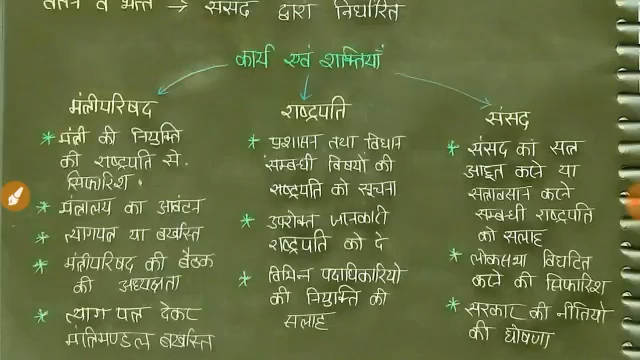 वेतन व भत्ते → संसद द्वारा निर्धारित
कार्य एवं शक्तियाँ
मंत्रीपरिषद
* मंत्री की नियुक्ति
की राष्ट्रपति से
सिफारिश.
* मंत्रालय का आवंटन
* त्यागपत्र या बर्खास्त
* मंत्रीपरिषद की बैठक
की अध्यक्षता
* त्याग पत्र देकर
मंत्रिमण्डल बर्खास्त
राष्ट्रपति
* प्रशासन तथा विधान
सम्बधी विषयों की
राष्ट्रपति को सूचना
* उपरोक्त जानकारी
राष्ट्रपति को दे
* विभिन्न पदाधिकारियो
की नियुक्ति की
सलाह
संसद
* संसद का सत्र
आहूत करने या
सत्रावसान करने
सम्बधी राष्ट्रपति
को सलाह
* लोकसभा विघटित
करने की सिफारिश
* सरकार की नीतियो
की घोषणा